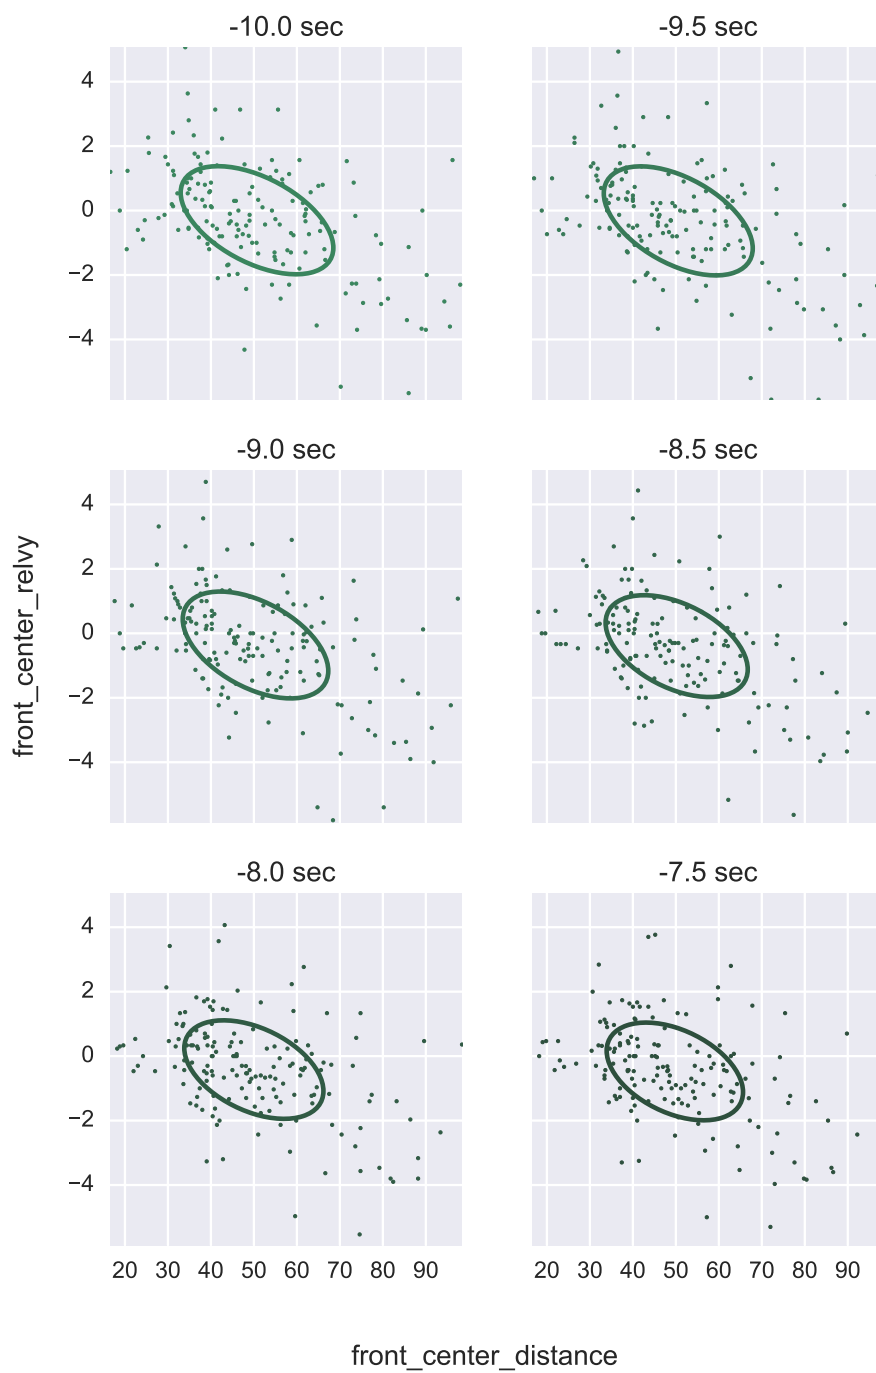 -10.0 sec
-9.5 sec
4
2
0
−2
−4
-9.0 sec
-8.5 sec
4
2
0
−2
−4
front_center_relvy
-8.0 sec
-7.5 sec
4
2
0
−2
−4
20 30 40 50 60 70 80 90
20 30 40 50 60 70 80 90
front_center_distance